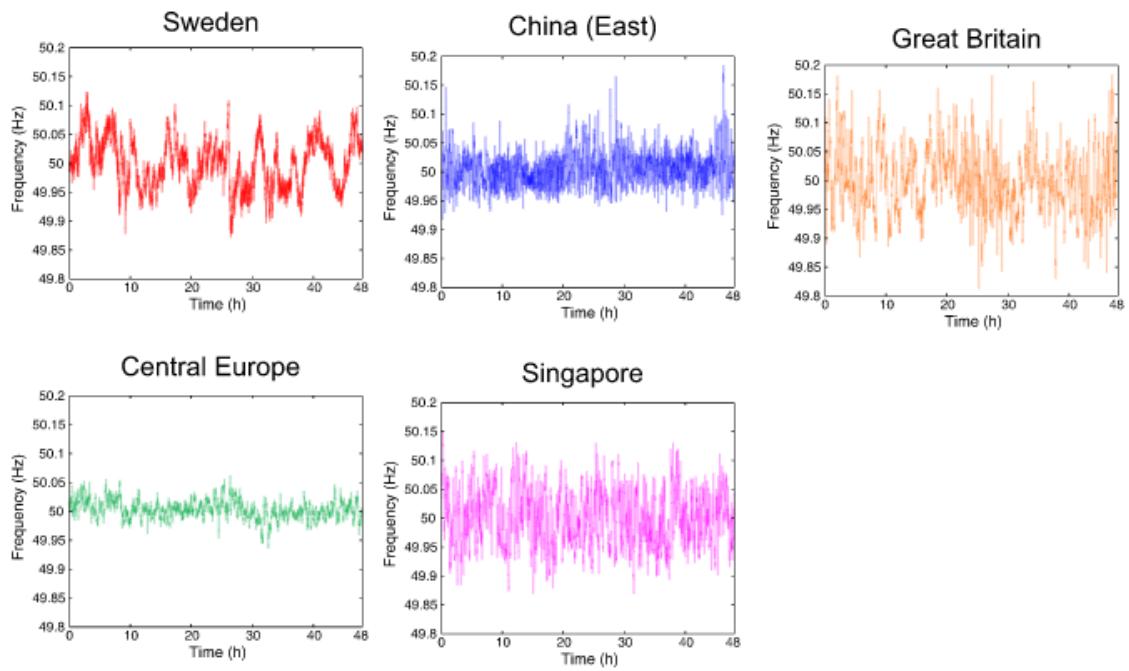 Sweden
50.2
50.15
50.1
50.05
50
49.95
49.9
49.85
49.8
Frequency (Hz)
0 10 20 30 40 48
Time (h)
China (East)
50.2
50.15
50.1
50.05
50
49.95
49.9
49.85
49.8
Frequency (Hz)
0 10 20 30 40 48
Time (h)
Great Britain
50.2
50.15
50.1
50.05
50
49.95
49.9
49.85
49.8
Frequency (Hz)
0 10 20 30 40 48
Time (h)
Central Europe
50.2
50.15
50.1
50.05
50
49.95
49.9
49.85
49.8
Frequency (Hz)
0 10 20 30 40 48
Time (h)
Singapore
50.2
50.15
50.1
50.05
50
49.95
49.9
49.85
49.8
Frequency (Hz)
0 10 20 30 40 48
Time (h)